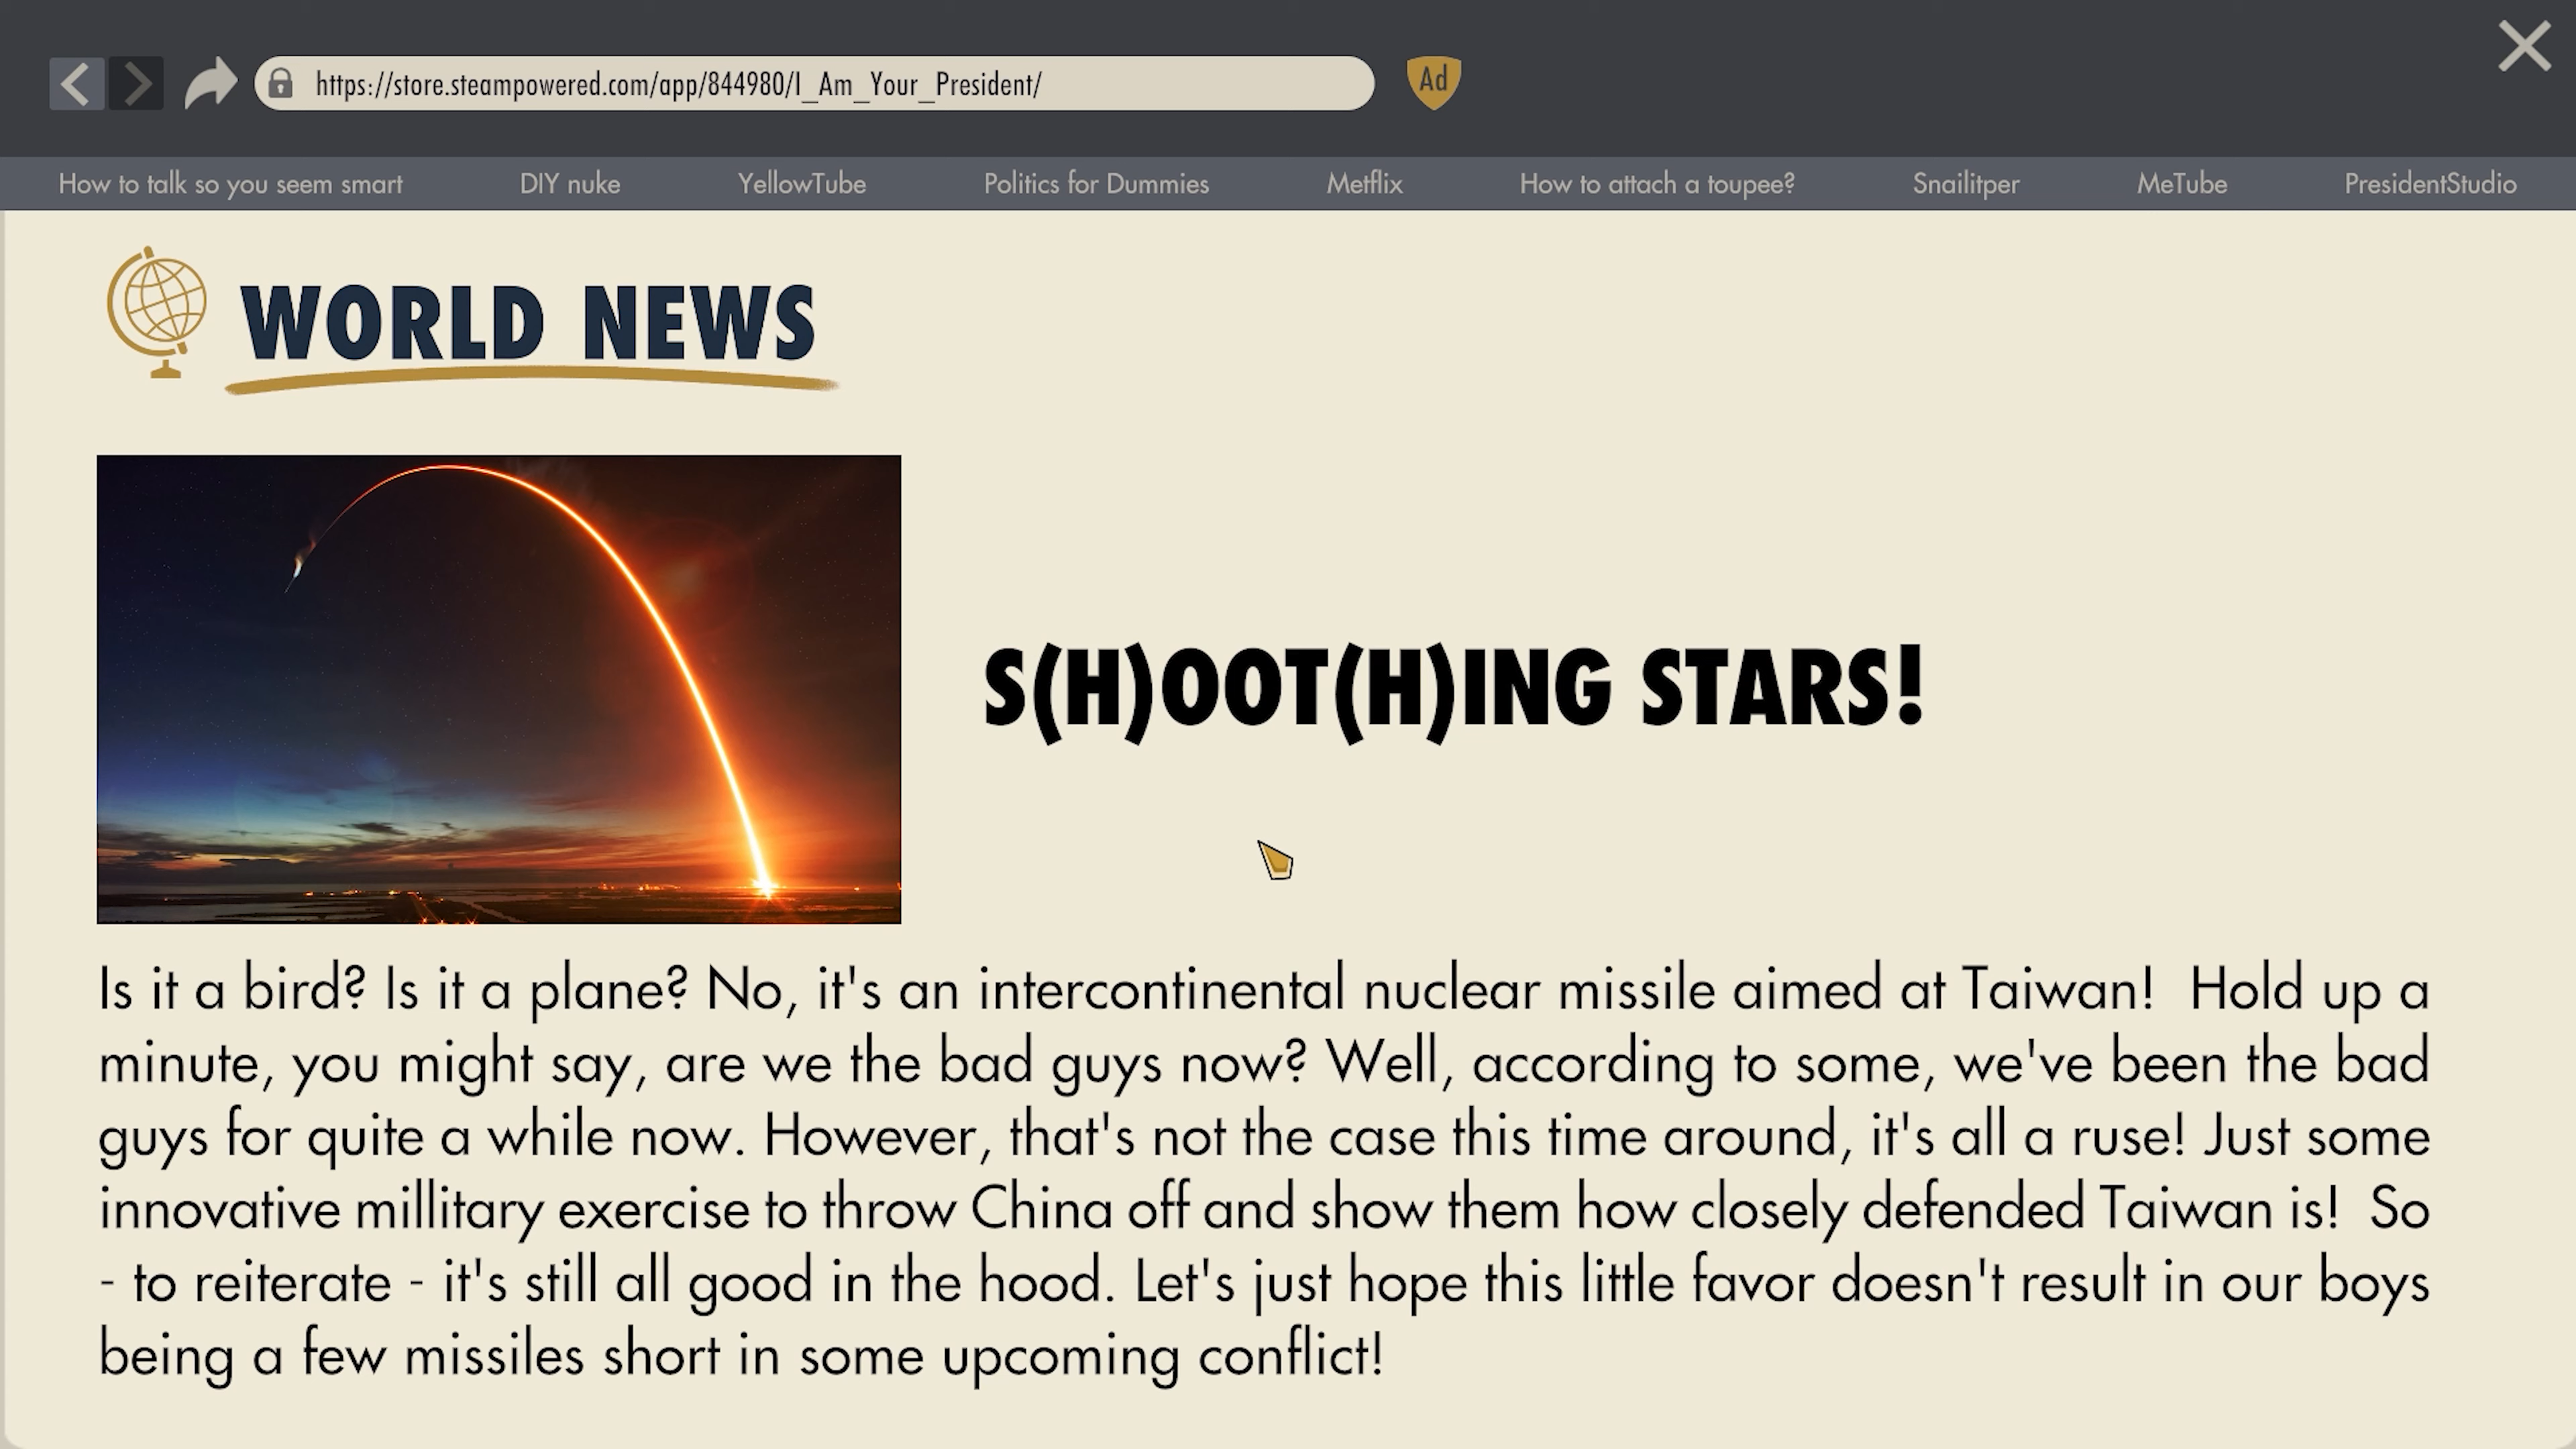 https://store.steampowered.com/app/844980/I_Am_Your_President/
Ad
How to talk so you seem smart DIY nuke YellowTube Politics for Dummies Metflix How to attach a toupee? Snailitper MeTube PresidentStudio
WORLD NEWS
S(H)OOT(H)ING STARS!
Is it a bird? Is it a plane? No, it's an intercontinental nuclear missile aimed at Taiwan!  Hold up a
minute, you might say, are we the bad guys now? Well, according to some, we've been the bad
guys for quite a while now. However, that's not the case this time around, it's all a ruse! Just some
innovative millitary exercise to throw China off and show them how closely defended Taiwan is!  So
- to reiterate - it's still all good in the hood. Let's just hope this little favor doesn't result in our boys
being a few missiles short in some upcoming conflict!